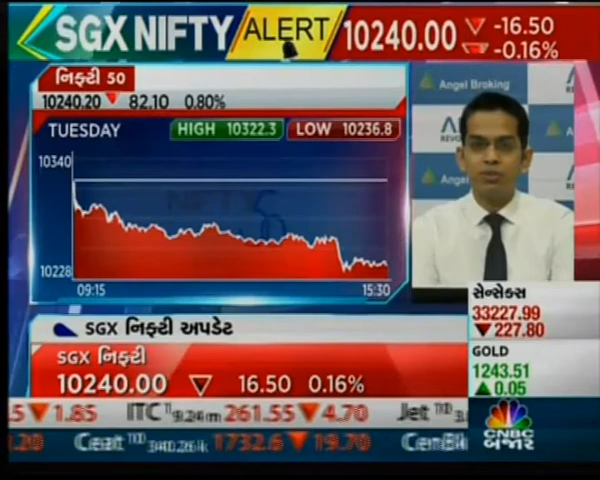 SGX NIFTY ALERT 10240.00 ▼ -16.50
-0.16%
નિફ્ટી 50
10240.20 ▼ 82.10 0.80%
TUESDAY HIGH 10322.3 LOW 10236.8
10340
10228
09:15 15:30
Angel Broking
Angel
SGX નિફ્ટી અપડેટ
SGX નિફ્ટી
10240.00 ▽ 16.50 0.16%
સેન્સેક્સ
33227.99
▼ 227.80
GOLD
1243.51
▲ 0.05
.5 ▼ 1.85 ITC 261.55 ▼ 4.70 Jet
.20 Ceat 1732.6 ▼ 19.70
CNBC
બજાર